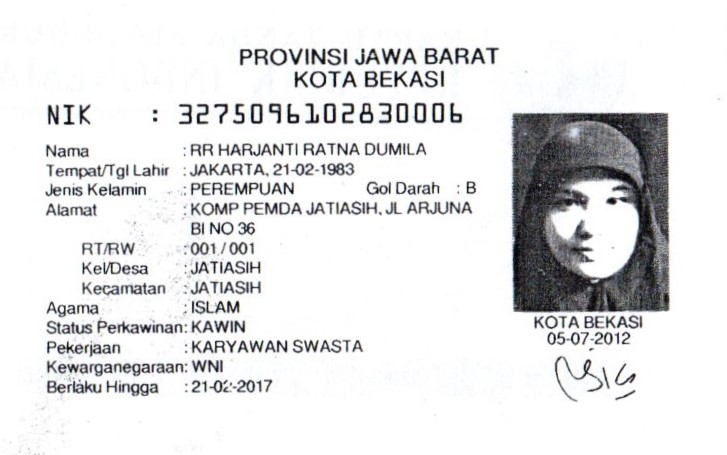 PROVINSI JAWA BARAT
KOTA BEKASI
NIK : 3275096102830006
Nama : RR HARJANTI RATNA DUMILA
Tempat/Tgl Lahir : JAKARTA, 21-02-1983
Jenis Kelamin : PEREMPUAN Gol Darah : B
Alamat : KOMP PEMDA JATIASIH, JL ARJUNA
BI NO 36
RT/RW : 001 / 001
Kel/Desa : JATIASIH
Kecamatan : JATIASIH
Agama : ISLAM
Status Perkawinan: KAWIN
Pekerjaan : KARYAWAN SWASTA
Kewarganegaraan: WNI
Berlaku Hingga : 21-02-2017
KOTA BEKASI
05-07-2012